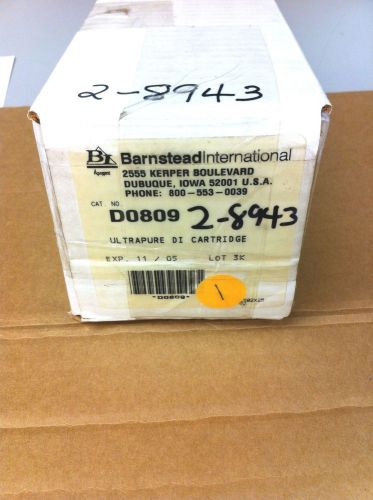 2-8943
BI Barnstead International
2555 KERPER BOULEVARD
DUBUQUE, IOWA 52001 U.S.A.
PHONE: 800-553-0039
CAT. NO.
D0809 2-8943
ULTRAPURE DI CARTRIDGE
EXP. 11 / 05 LOT 3K
*D0809*
1